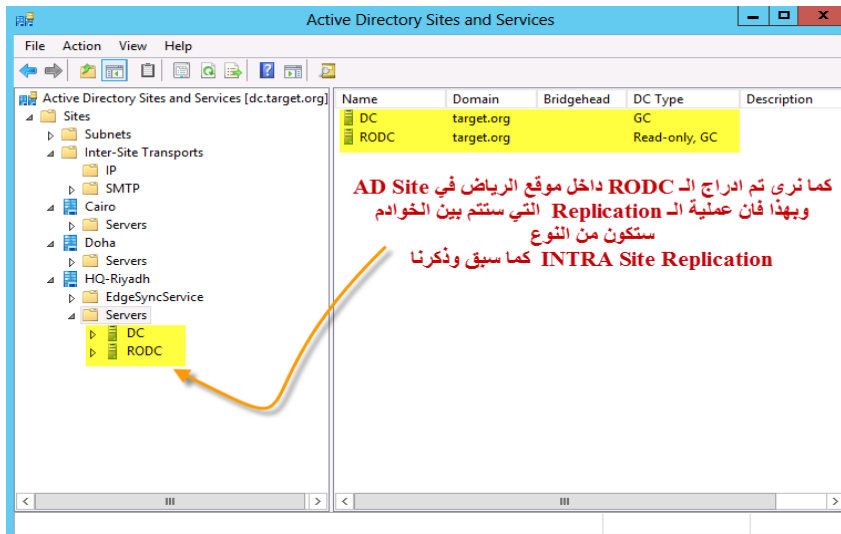 Active Directory Sites and Services
File Action View Help
Active Directory Sites and Services [dc.target.org]
Sites
Subnets
Inter-Site Transports
IP
SMTP
Cairo
Servers
Doha
Servers
HQ-Riyadh
EdgeSyncService
Servers
DC
RODC
Name Domain Bridgehead DC Type Description
DC target.org GC
RODC target.org Read-only, GC
كما نرى تم ادراج الـ RODC داخل موقع الرياض في AD Site
وبهذا فان عملية الـ Replication التي ستتم بين الخوادم
ستكون من النوع
INTRA Site Replication كما سبق وذكرنا